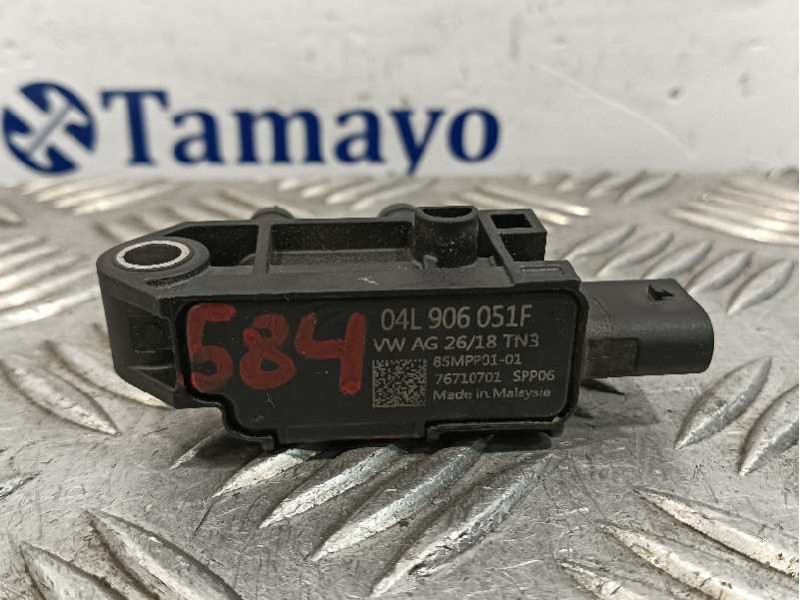 Tamayo
584
04L 906 051F
VW AG 26/18 TN3
85MPP01-01
76710701 SPP06
Made in Malaysia